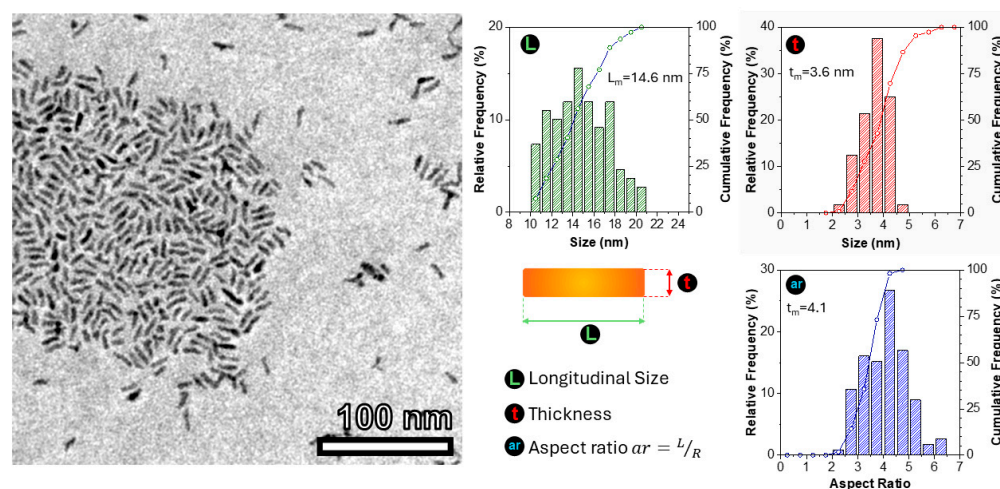 100 nm
Relative Frequency (%)
20
10
0
L
Lm=14.6 nm
100
75
50
25
0
Cumulative Frequency (%)
8 10 12 14 16 18 20 22 24
Size (nm)
Relative Frequency (%)
40
30
20
10
0
t
tm=3.6 nm
100
75
50
25
0
Cumulative Frequency (%)
0 1 2 3 4 5 6 7
Size (nm)
t
L
L Longitudinal Size
t Thickness
ar Aspect ratio ar = L/R
Relative Frequency (%)
30
20
10
0
ar
tm=4.1
100
75
50
25
0
Cumulative Frequency (%)
0 1 2 3 4 5 6 7
Aspect Ratio